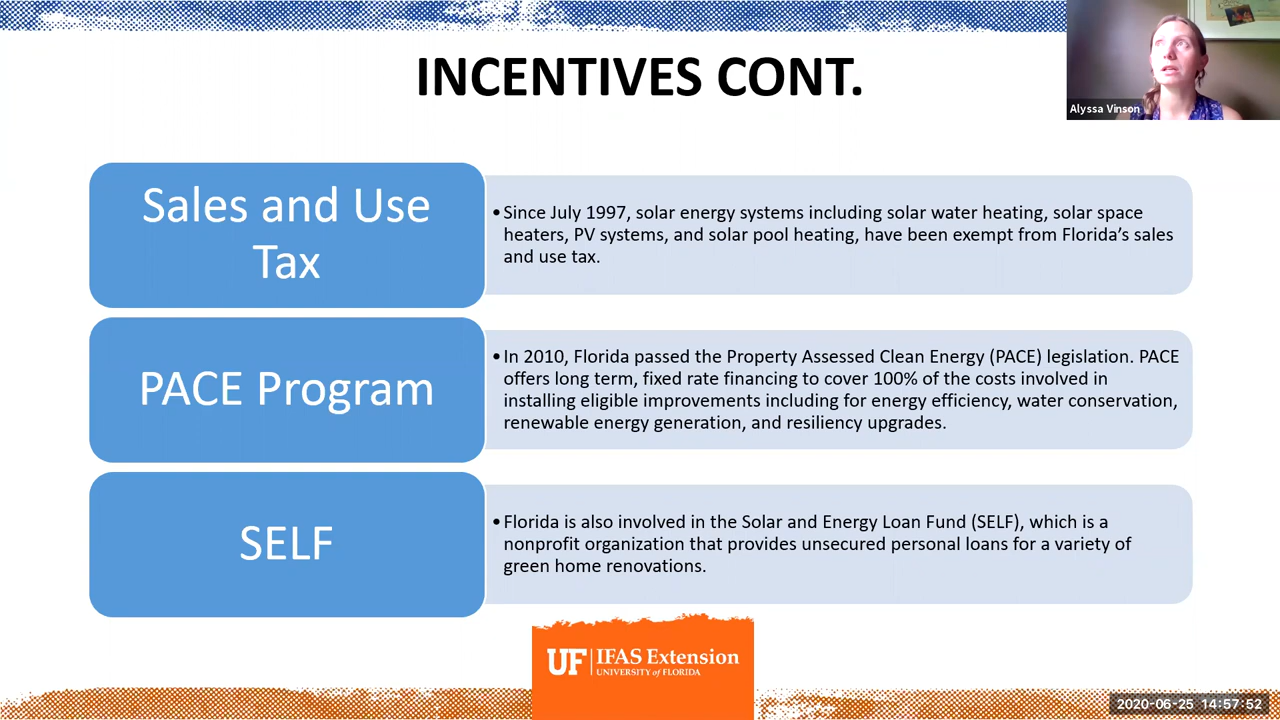 INCENTIVES CONT.
Alyssa Vinson
Sales and Use
Tax
•Since July 1997, solar energy systems including solar water heating, solar space
heaters, PV systems, and solar pool heating, have been exempt from Florida’s sales
and use tax.
PACE Program
•In 2010, Florida passed the Property Assessed Clean Energy (PACE) legislation. PACE
offers long term, fixed rate financing to cover 100% of the costs involved in
installing eligible improvements including for energy efficiency, water conservation,
renewable energy generation, and resiliency upgrades.
SELF
•Florida is also involved in the Solar and Energy Loan Fund (SELF), which is a
nonprofit organization that provides unsecured personal loans for a variety of
green home renovations.
UF IFAS Extension
UNIVERSITY of FLORIDA
2020-06-25 14:57:52